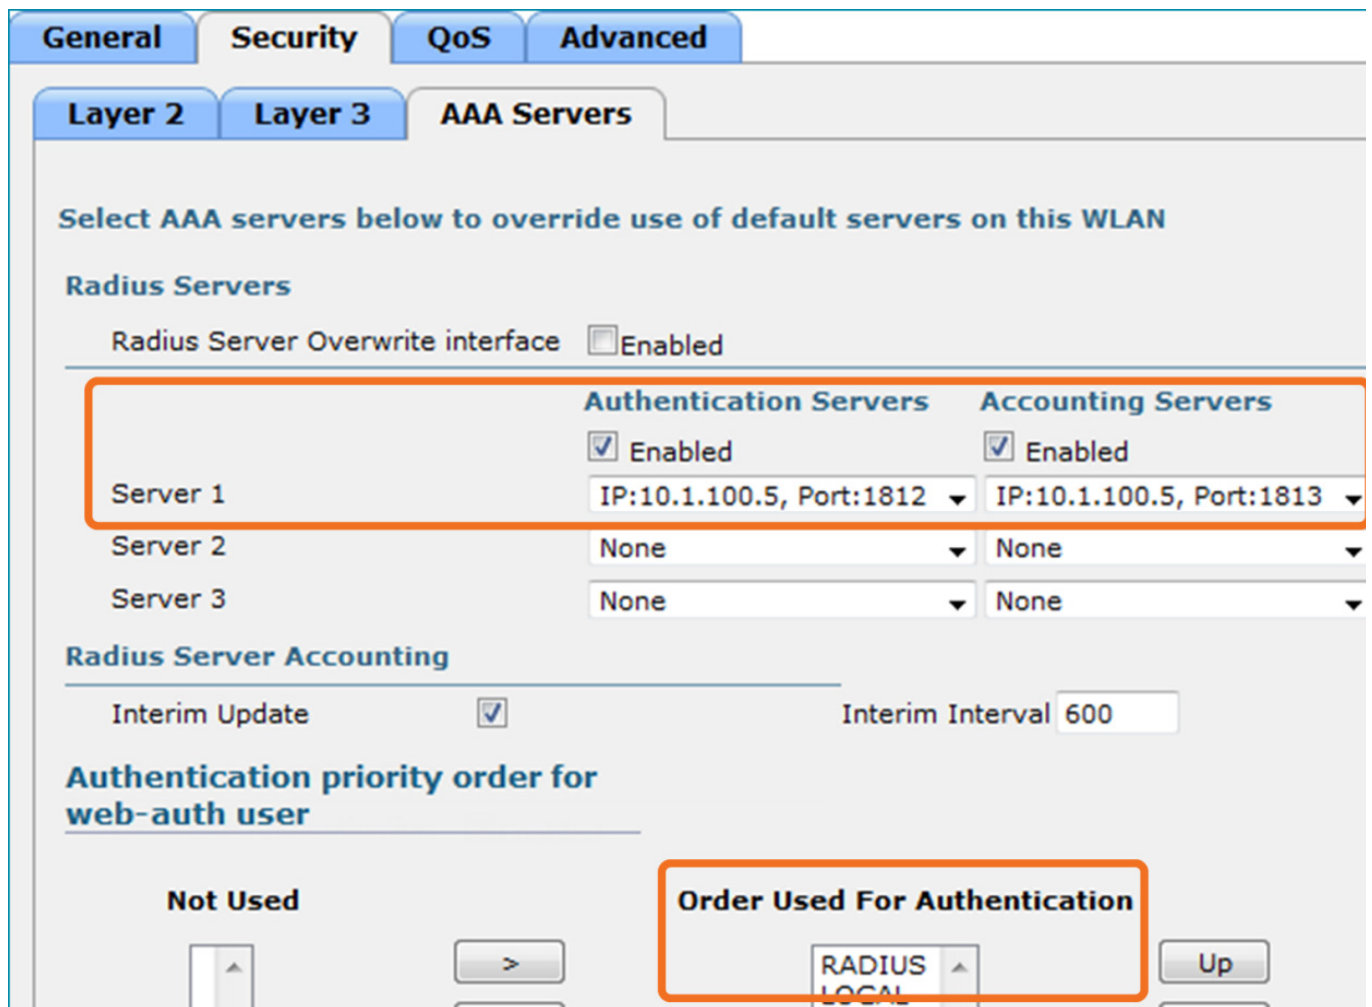 General Security QoS Advanced
Layer 2 Layer 3 AAA Servers
Select AAA servers below to override use of default servers on this WLAN
Radius Servers
Radius Server Overwrite interface Enabled
Authentication Servers Accounting Servers
Enabled Enabled
Server 1 IP:10.1.100.5, Port:1812 IP:10.1.100.5, Port:1813
Server 2 None None
Server 3 None None
Radius Server Accounting
Interim Update Interim Interval 600
Authentication priority order for
web-auth user
Not Used Order Used For Authentication
> RADIUS Up
LOCAL